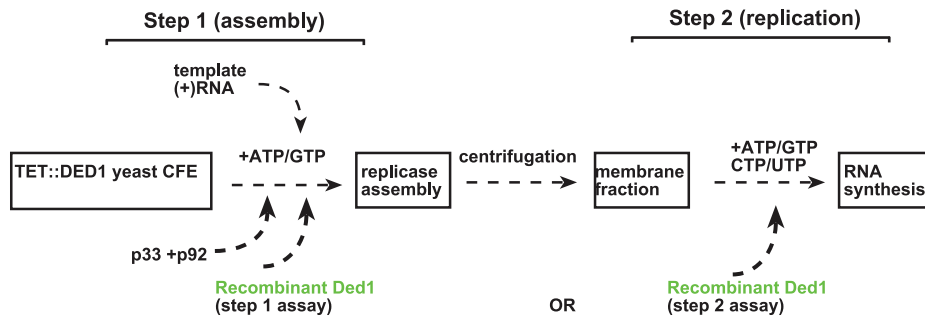 Step 1 (assembly)
Step 2 (replication)
template
(+)RNA
TET::DED1 yeast CFE
+ATP/GTP
replicase
assembly
centrifugation
membrane
fraction
+ATP/GTP
CTP/UTP
RNA
synthesis
p33 +p92
Recombinant Ded1
(step 1 assay)
OR
Recombinant Ded1
(step 2 assay)